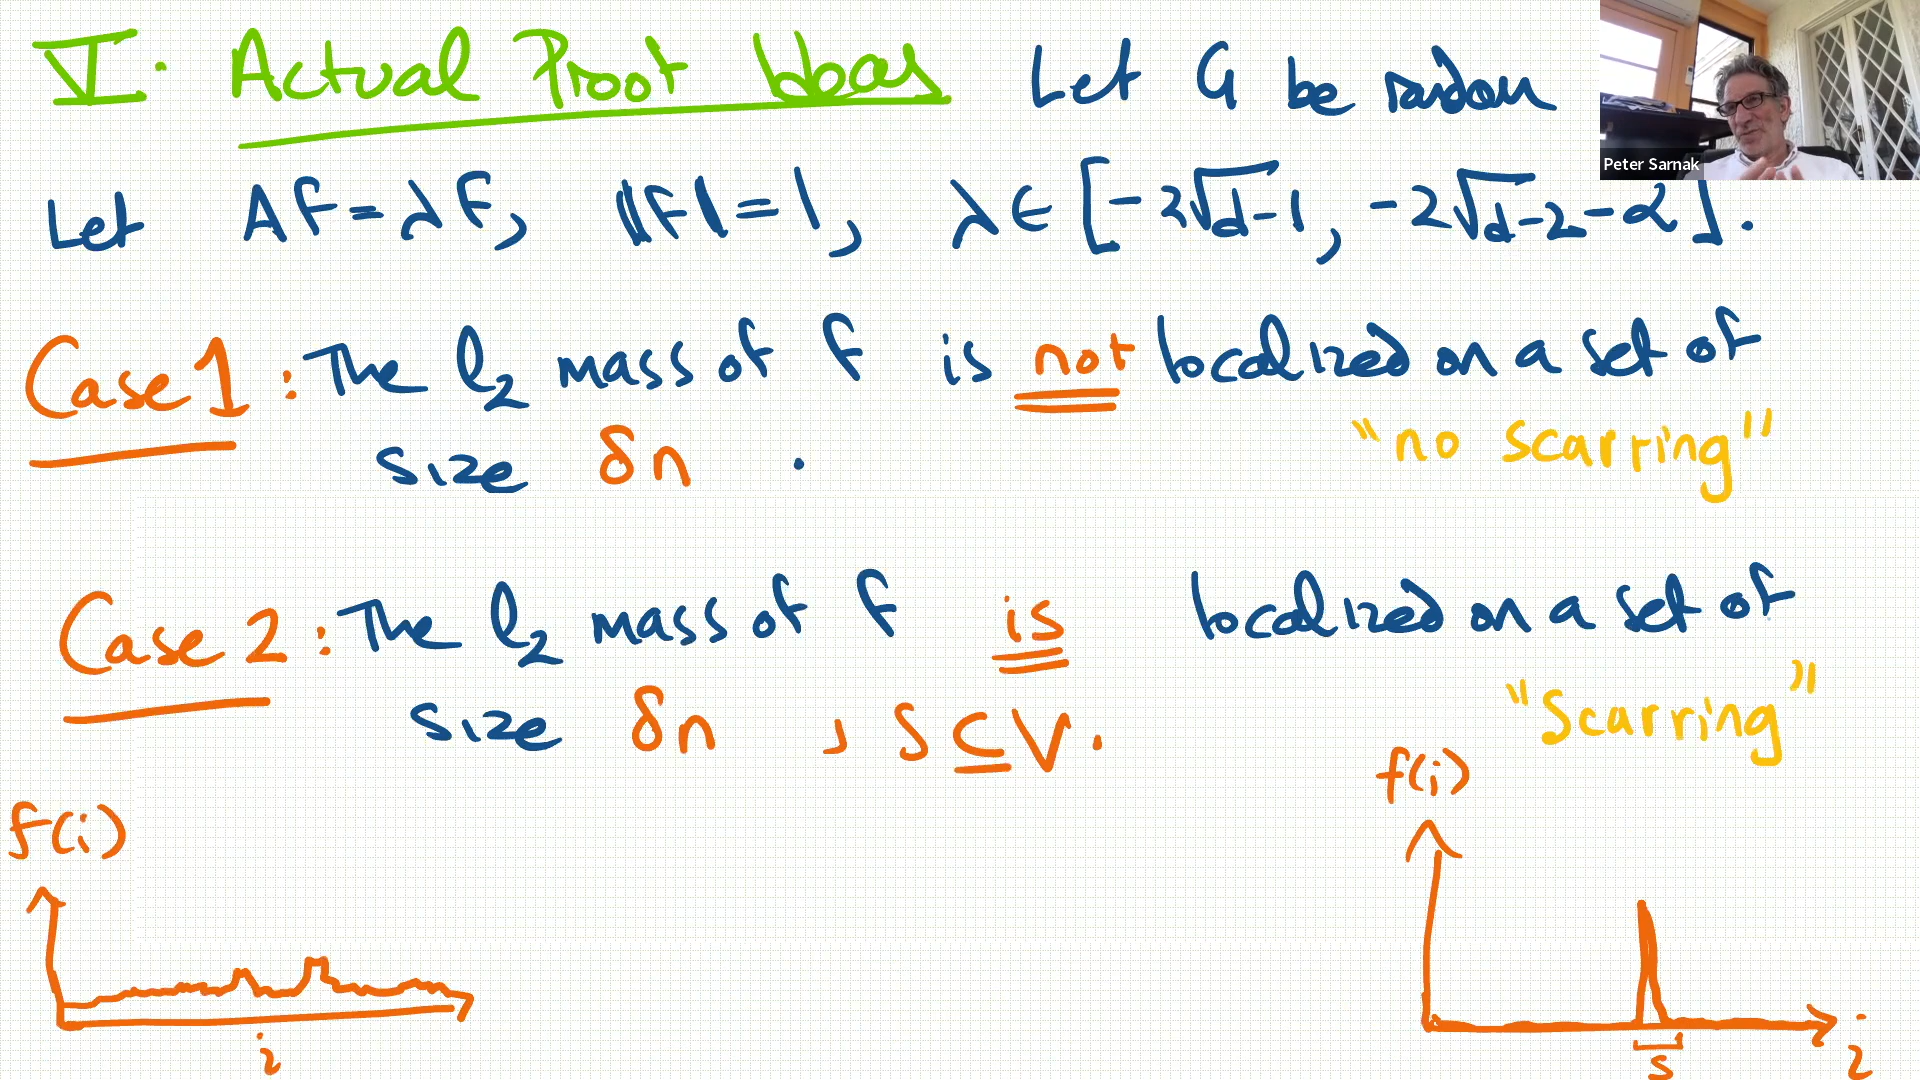 V. Actual Proof Ideas Let G be random
Peter Sarnak
Let AF = λF, ||F|| = 1, λ ∈ [-2√d-1, -2√d-2-α].
Case 1: The l₂ mass of f is not localized on a set of
size δn. "no scarring"
Case 2: The l₂ mass of f is localized on a set of
size δn, S ⊆ V. "Scarring"
f(i)
f(i)
i
S
i